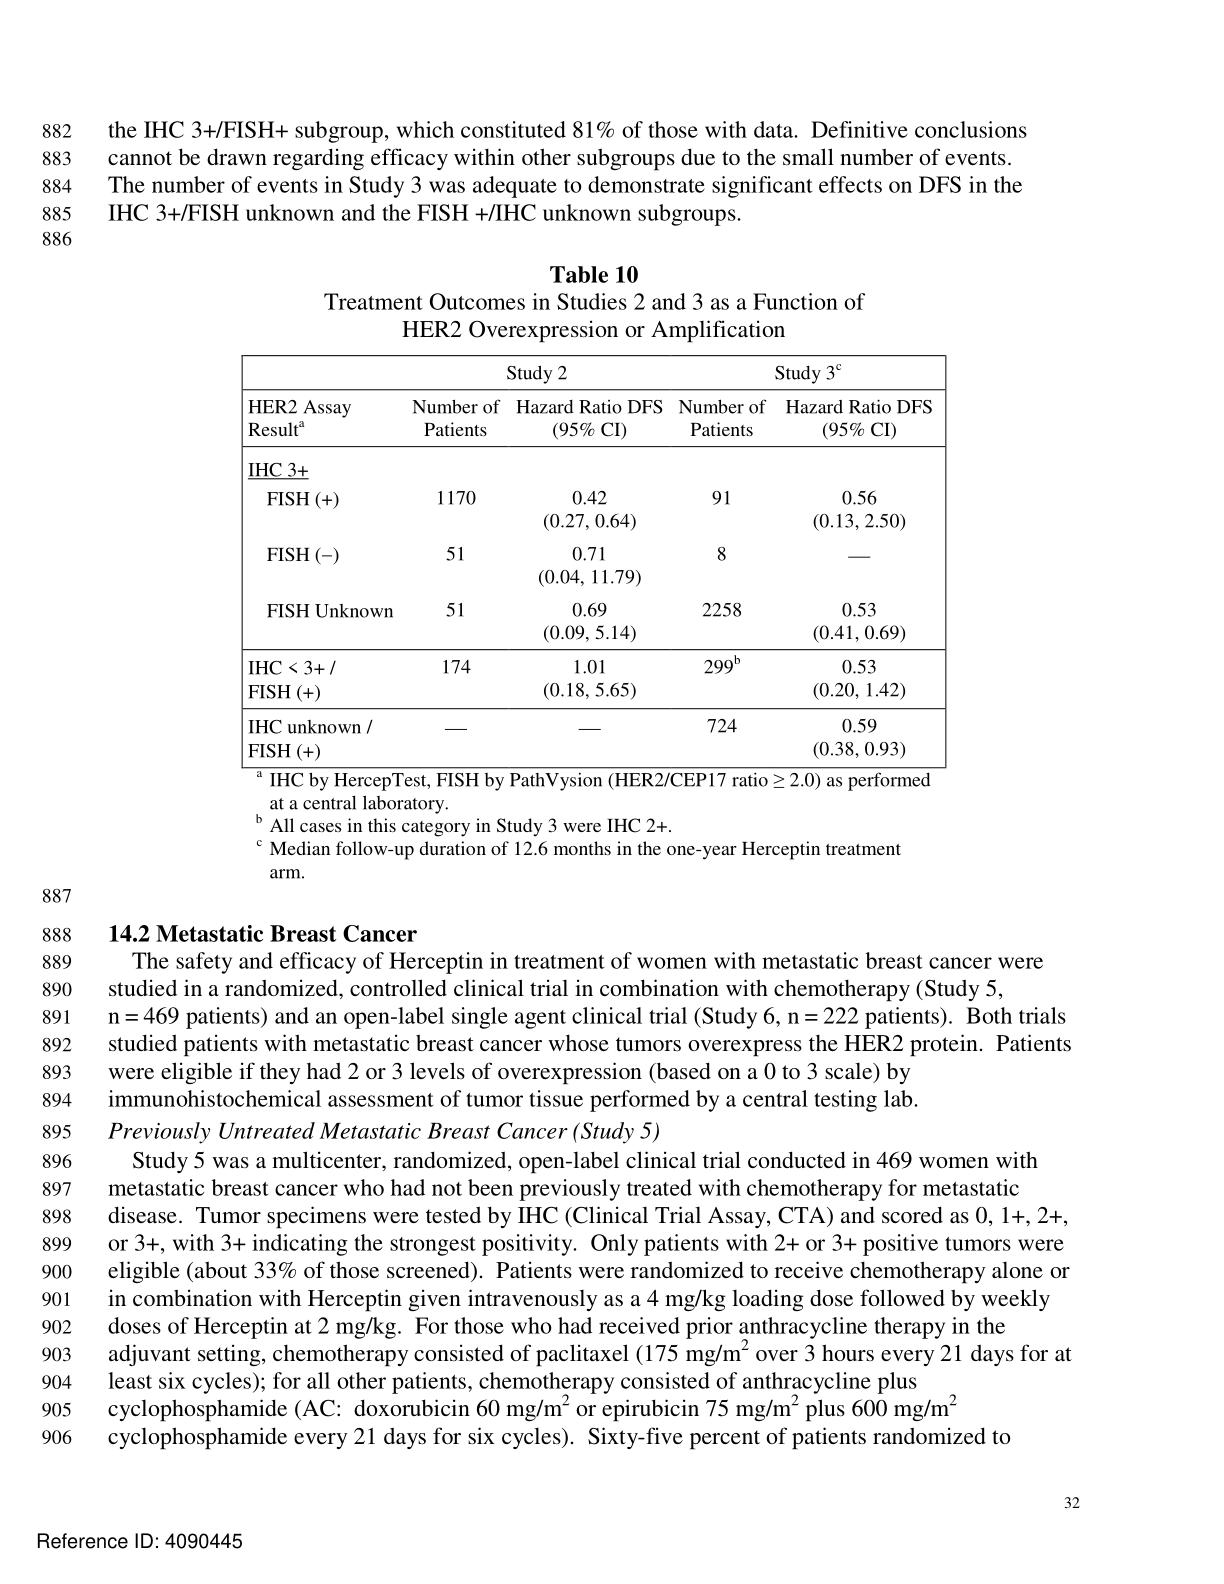 882 the IHC 3+/FISH+ subgroup, which constituted 81% of those with data.  Definitive conclusions
883 cannot be drawn regarding efficacy within other subgroups due to the small number of events.
884 The number of events in Study 3 was adequate to demonstrate significant effects on DFS in the
885 IHC 3+/FISH unknown and the FISH +/IHC unknown subgroups.
886
Table 10
Treatment Outcomes in Studies 2 and 3 as a Function of
HER2 Overexpression or Amplification
Study 2 Study 3c
HER2 Assay Number of Hazard Ratio DFS Number of Hazard Ratio DFS
Resulta Patients (95% CI) Patients (95% CI)
IHC 3+
FISH (+) 1170 0.42 91 0.56
(0.27, 0.64) (0.13, 2.50)
FISH (–) 51 0.71 8 —
(0.04, 11.79)
FISH Unknown 51 0.69 2258 0.53
(0.09, 5.14) (0.41, 0.69)
IHC < 3+ / 174 1.01 299b 0.53
FISH (+) (0.18, 5.65) (0.20, 1.42)
IHC unknown / — — 724 0.59
FISH (+) (0.38, 0.93)
a IHC by HercepTest, FISH by PathVysion (HER2/CEP17 ratio ≥ 2.0) as performed
at a central laboratory.
b All cases in this category in Study 3 were IHC 2+.
c Median follow-up duration of 12.6 months in the one-year Herceptin treatment
arm.
887
888 14.2 Metastatic Breast Cancer
889 The safety and efficacy of Herceptin in treatment of women with metastatic breast cancer were
890 studied in a randomized, controlled clinical trial in combination with chemotherapy (Study 5,
891 n = 469 patients) and an open-label single agent clinical trial (Study 6, n = 222 patients).  Both trials
892 studied patients with metastatic breast cancer whose tumors overexpress the HER2 protein.  Patients
893 were eligible if they had 2 or 3 levels of overexpression (based on a 0 to 3 scale) by
894 immunohistochemical assessment of tumor tissue performed by a central testing lab.
895 Previously Untreated Metastatic Breast Cancer (Study 5)
896 Study 5 was a multicenter, randomized, open-label clinical trial conducted in 469 women with
897 metastatic breast cancer who had not been previously treated with chemotherapy for metastatic
898 disease.  Tumor specimens were tested by IHC (Clinical Trial Assay, CTA) and scored as 0, 1+, 2+,
899 or 3+, with 3+ indicating the strongest positivity.  Only patients with 2+ or 3+ positive tumors were
900 eligible (about 33% of those screened).  Patients were randomized to receive chemotherapy alone or
901 in combination with Herceptin given intravenously as a 4 mg/kg loading dose followed by weekly
902 doses of Herceptin at 2 mg/kg.  For those who had received prior anthracycline therapy in the
903 adjuvant setting, chemotherapy consisted of paclitaxel (175 mg/m2 over 3 hours every 21 days for at
904 least six cycles); for all other patients, chemotherapy consisted of anthracycline plus
905 cyclophosphamide (AC:  doxorubicin 60 mg/m2 or epirubicin 75 mg/m2 plus 600 mg/m2
906 cyclophosphamide every 21 days for six cycles).  Sixty-five percent of patients randomized to
32
Reference ID: 4090445